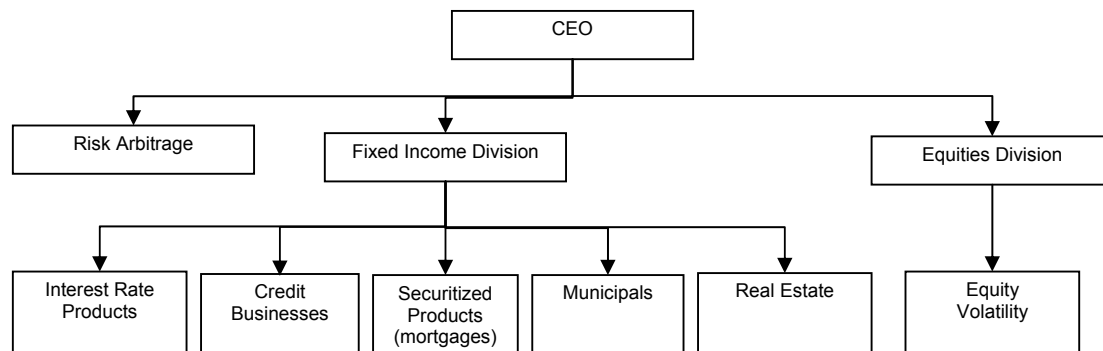 CEO
Risk Arbitrage
Fixed Income Division
Equities Division
Interest Rate
Products
Credit
Businesses
Securitized
Products
(mortgages)
Municipals
Real Estate
Equity
Volatility